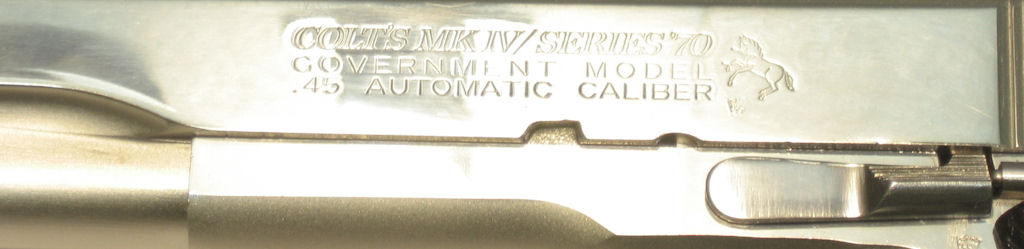 COLT'S MK IV/SERIES '70
GOVERNMENT MODEL
.45 AUTOMATIC CALIBER